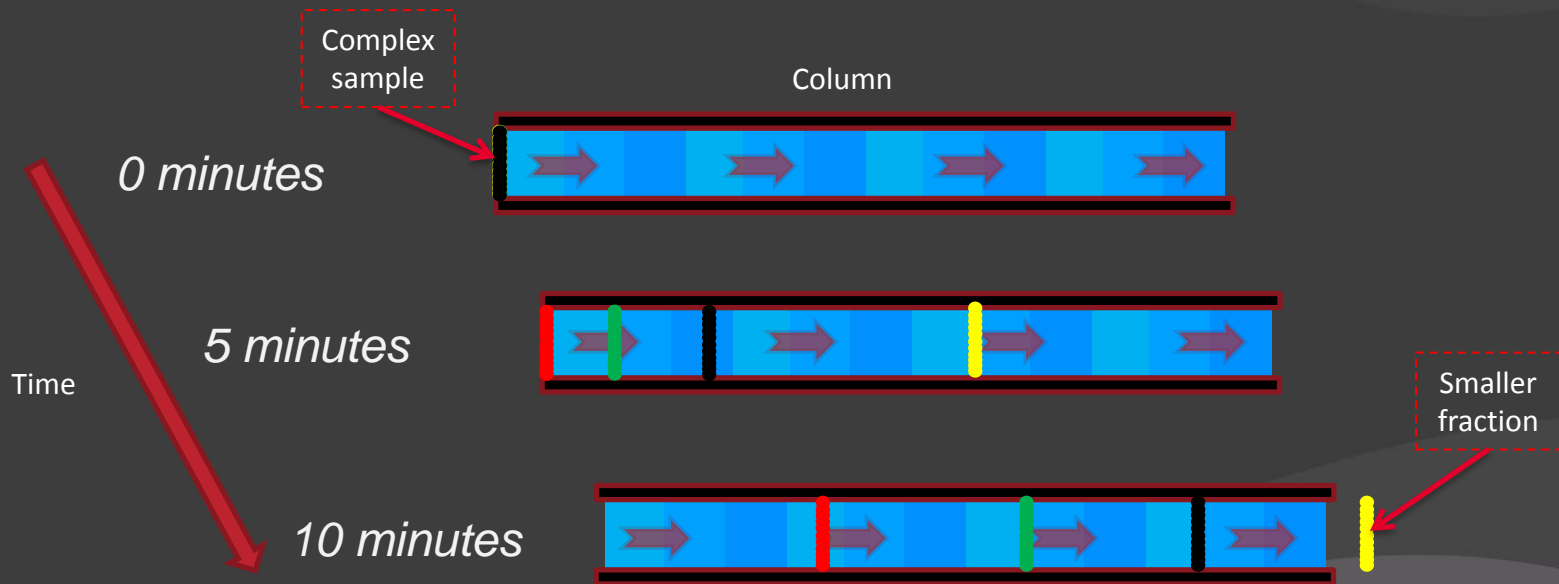 Complex
sample
Column
0 minutes
5 minutes
Time
Smaller
fraction
10 minutes